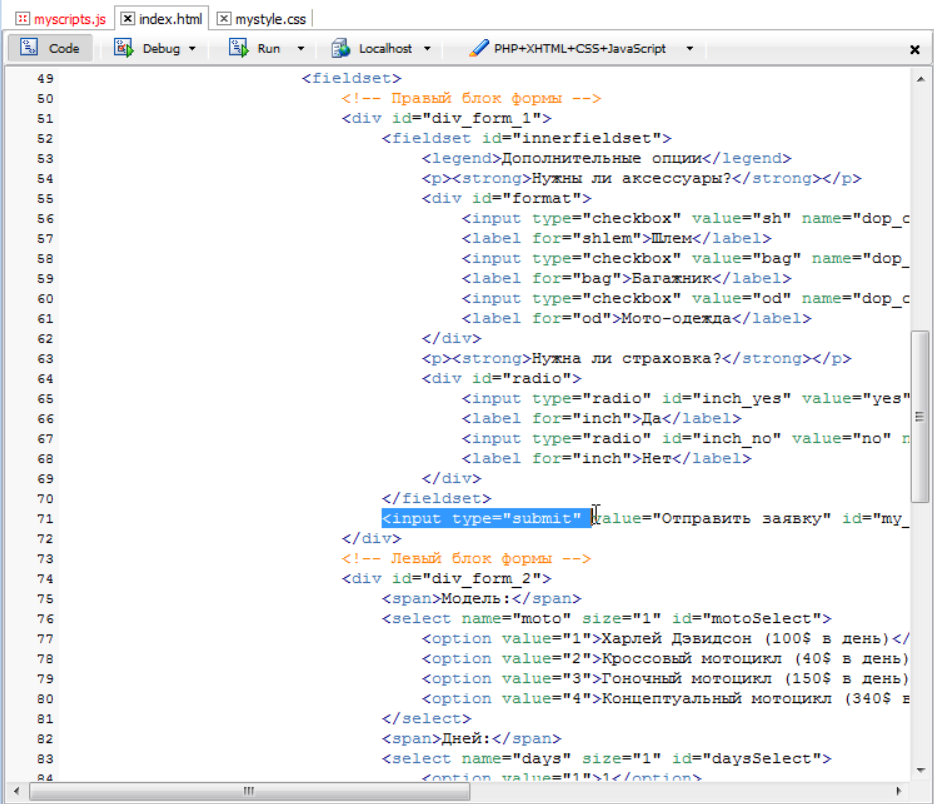 myscripts.js index.html mystyle.css
Code Debug Run Localhost PHP+XHTML+CSS+JavaScript
49 <fieldset>
50 <!-- Правый блок формы -->
51 <div id="div_form_1">
52 <fieldset id="innerfieldset">
53 <legend>Дополнительные опции</legend>
54 <p><strong>Нужны ли аксессуары?</strong></p>
55 <div id="format">
56 <input type="checkbox" value="sh" name="dop_c
57 <label for="shlem">Шлем</label>
58 <input type="checkbox" value="bag" name="dop_
59 <label for="bag">Багажник</label>
60 <input type="checkbox" value="od" name="dop_c
61 <label for="od">Мото-одежда</label>
62 </div>
63 <p><strong>Нужна ли страховка?</strong></p>
64 <div id="radio">
65 <input type="radio" id="inch_yes" value="yes"
66 <label for="inch">Да</label>
67 <input type="radio" id="inch_no" value="no" n
68 <label for="inch">Нет</label>
69 </div>
70 </fieldset>
71 <input type="submit" value="Отправить заявку" id="my_
72 </div>
73 <!-- Левый блок формы -->
74 <div id="div_form_2">
75 <span>Модель:</span>
76 <select name="moto" size="1" id="motoSelect">
77 <option value="1">Харлей Дэвидсон (100$ в день)</
78 <option value="2">Кроссовый мотоцикл (40$ в день)
79 <option value="3">Гоночный мотоцикл (150$ в день)
80 <option value="4">Концептуальный мотоцикл (340$ в
81 </select>
82 <span>Дней:</span>
83 <select name="days" size="1" id="daysSelect">
84 <option value="1">1</option>